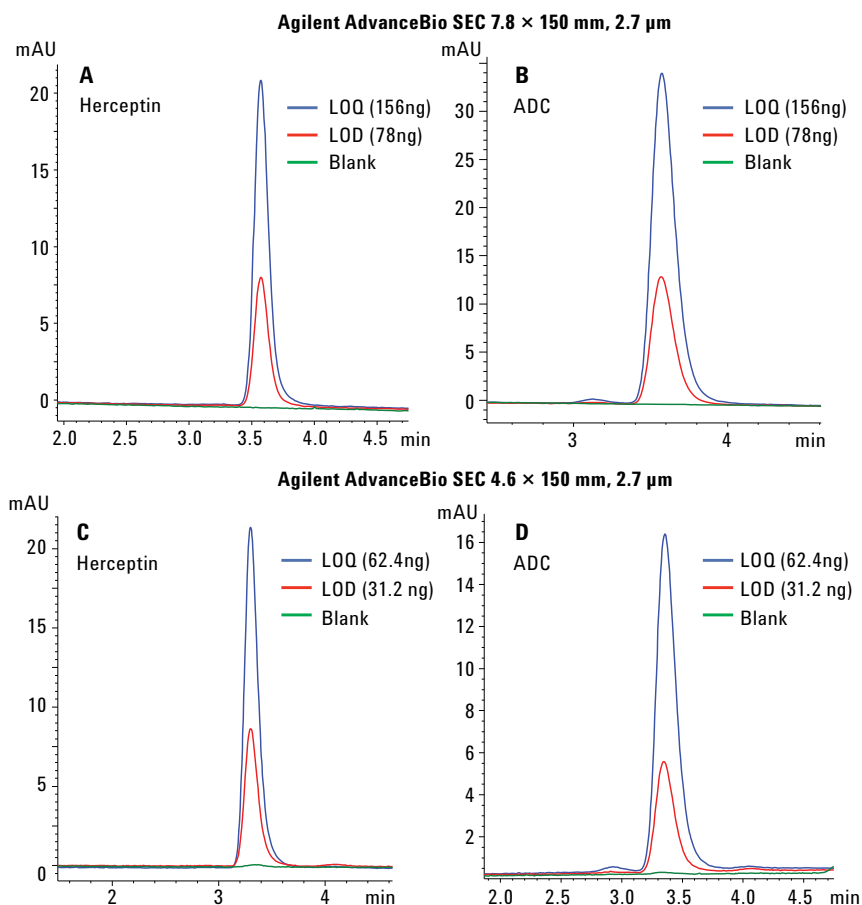 Agilent AdvanceBio SEC 7.8 × 150 mm, 2.7 µm
mAU
A
Herceptin
LOQ (156ng)
LOD (78ng)
Blank
20
15
10
5
0
2.0 2.5 3.0 3.5 4.0 4.5 min
mAU
B
ADC
LOQ (156ng)
LOD (78ng)
Blank
30
25
20
15
10
5
0
3 4 min
Agilent AdvanceBio SEC 4.6 × 150 mm, 2.7 µm
mAU
C
Herceptin
LOQ (62.4ng)
LOD (31.2 ng)
Blank
20
15
10
5
0
2 3 4 min
mAU
D
ADC
LOQ (62.4ng)
LOD (31.2 ng)
Blank
16
14
12
10
8
6
4
2
2.0 2.5 3.0 3.5 4.0 4.5 min